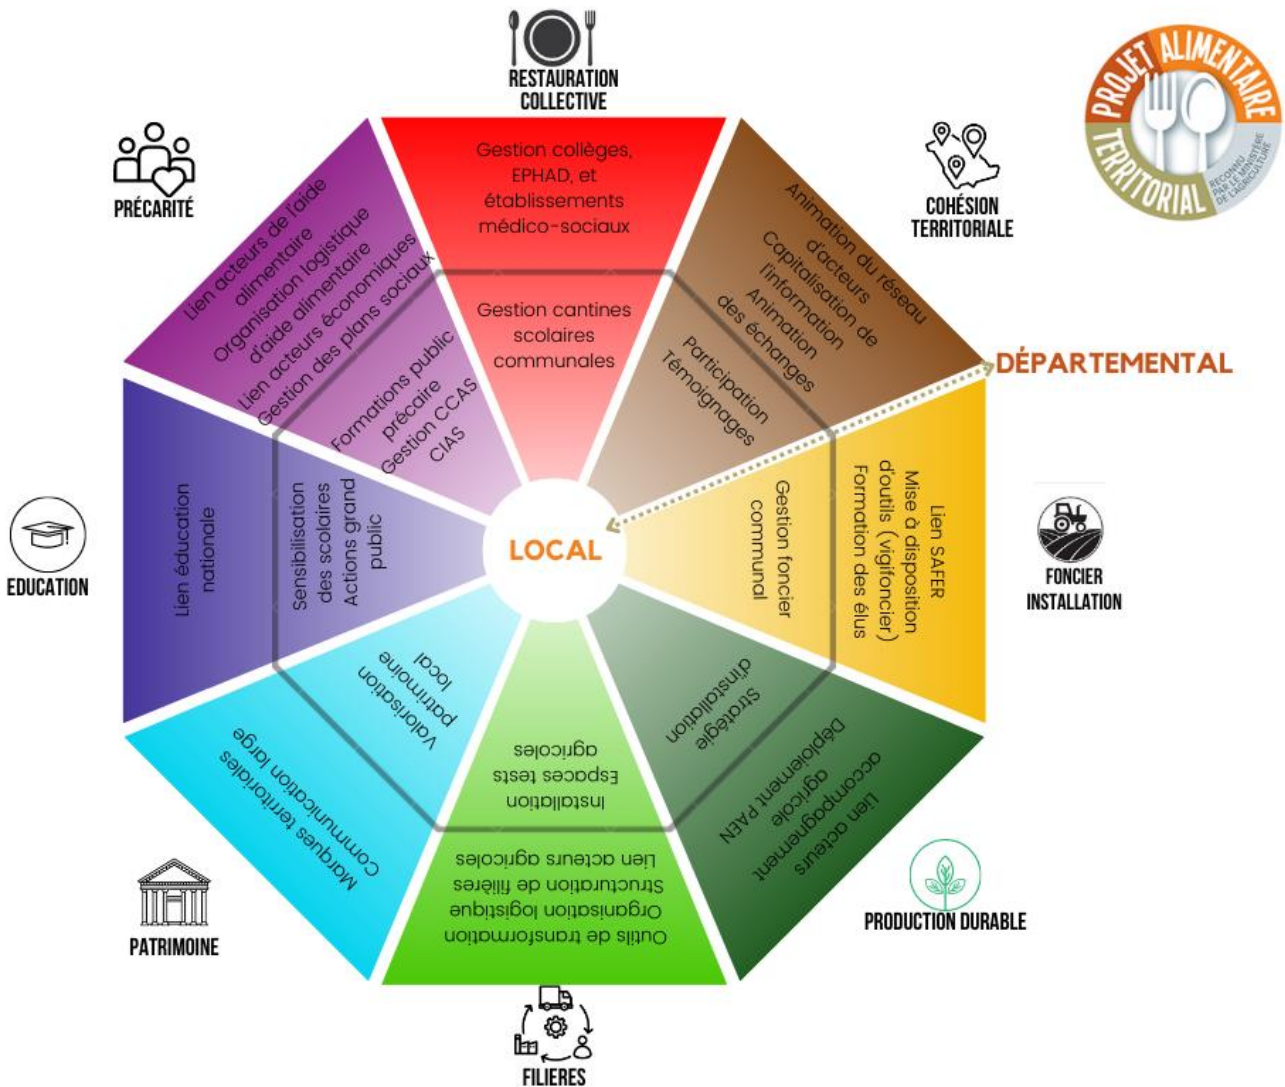 RESTAURATION
COLLECTIVE
Gestion collèges,
EPHAD, et
établissements
médico-sociaux
Gestion cantines
scolaires
communales
PROJET ALIMENTAIRE
TERRITORIAL
RECONNU
PAR LE MINISTÈRE
DE L'AGRICULTURE
COHÉSION
TERRITORIALE
Animation du réseau
d'acteurs
Capitalisation de
l'information
Animation
des échanges
Participation
Témoignages
DÉPARTEMENTAL
FONCIER
INSTALLATION
Lien SAFER
Mise à disposition
d'outils (vigifoncier)
Formation des élus
Gestion foncier
communal
PRODUCTION DURABLE
Lien acteurs
accompagnement
agricole
Déploiement PAEN
Stratégie
d'installation
FILIERES
Outils de transformation
Organisation logistique
Structuration de filières
Lien acteurs agricoles
Installation
Espaces tests
agricoles
PATRIMOINE
Marques territoriales
Communication large
Valorisation
patrimoine
local
EDUCATION
Lien éducation
nationale
Sensibilisation
des scolaires
Actions grand
public
PRÉCARITÉ
Lien acteurs de l'aide
alimentaire
Organisation logistique
d'aide alimentaire
Lien acteurs économiques
Gestion des plans sociaux
Formations public
précaire
Gestion CCAS
CIAS
LOCAL